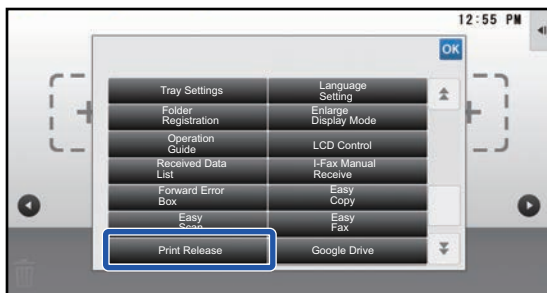 12:55 PM
OK
Tray Settings
Language
Setting
Folder
Registration
Enlarge
Display Mode
Operation
Guide
LCD Control
Received Data
List
I-Fax Manual
Receive
Forward Error
Box
Easy
Copy
Easy
Scan
Easy
Fax
Print Release
Google Drive